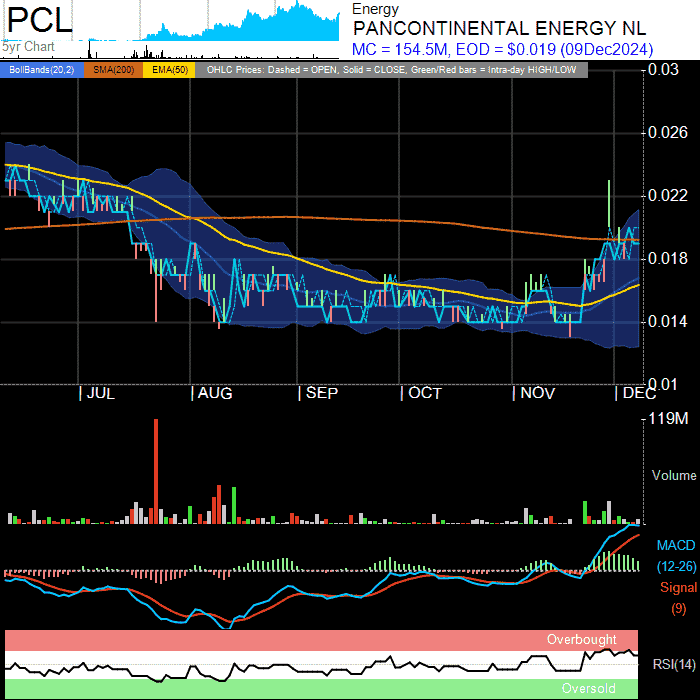 PCL
5yr Chart
Energy
PANCONTINENTAL ENERGY NL
MC = 154.5M, EOD = $0.019 (09Dec2024)
BollBands(20,2) SMA(200) EMA(50) OHLC Prices: Dashed = OPEN, Solid = CLOSE, Green/Red bars = Intra-day HIGH/LOW
0.03
0.026
0.022
0.018
0.014
0.01
JUL AUG SEP OCT NOV DEC
119M
Volume
MACD
(12-26)
Signal
(9)
Overbought
RSI(14)
Oversold